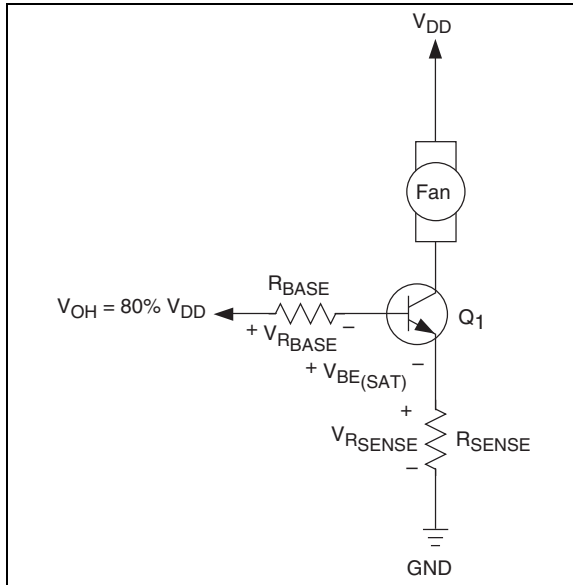 VDD
Fan
RBASE
VOH = 80% VDD
Q1
+ VRBASE –
+ VBE(SAT) –
+
VRSENSE RSENSE
–
GND